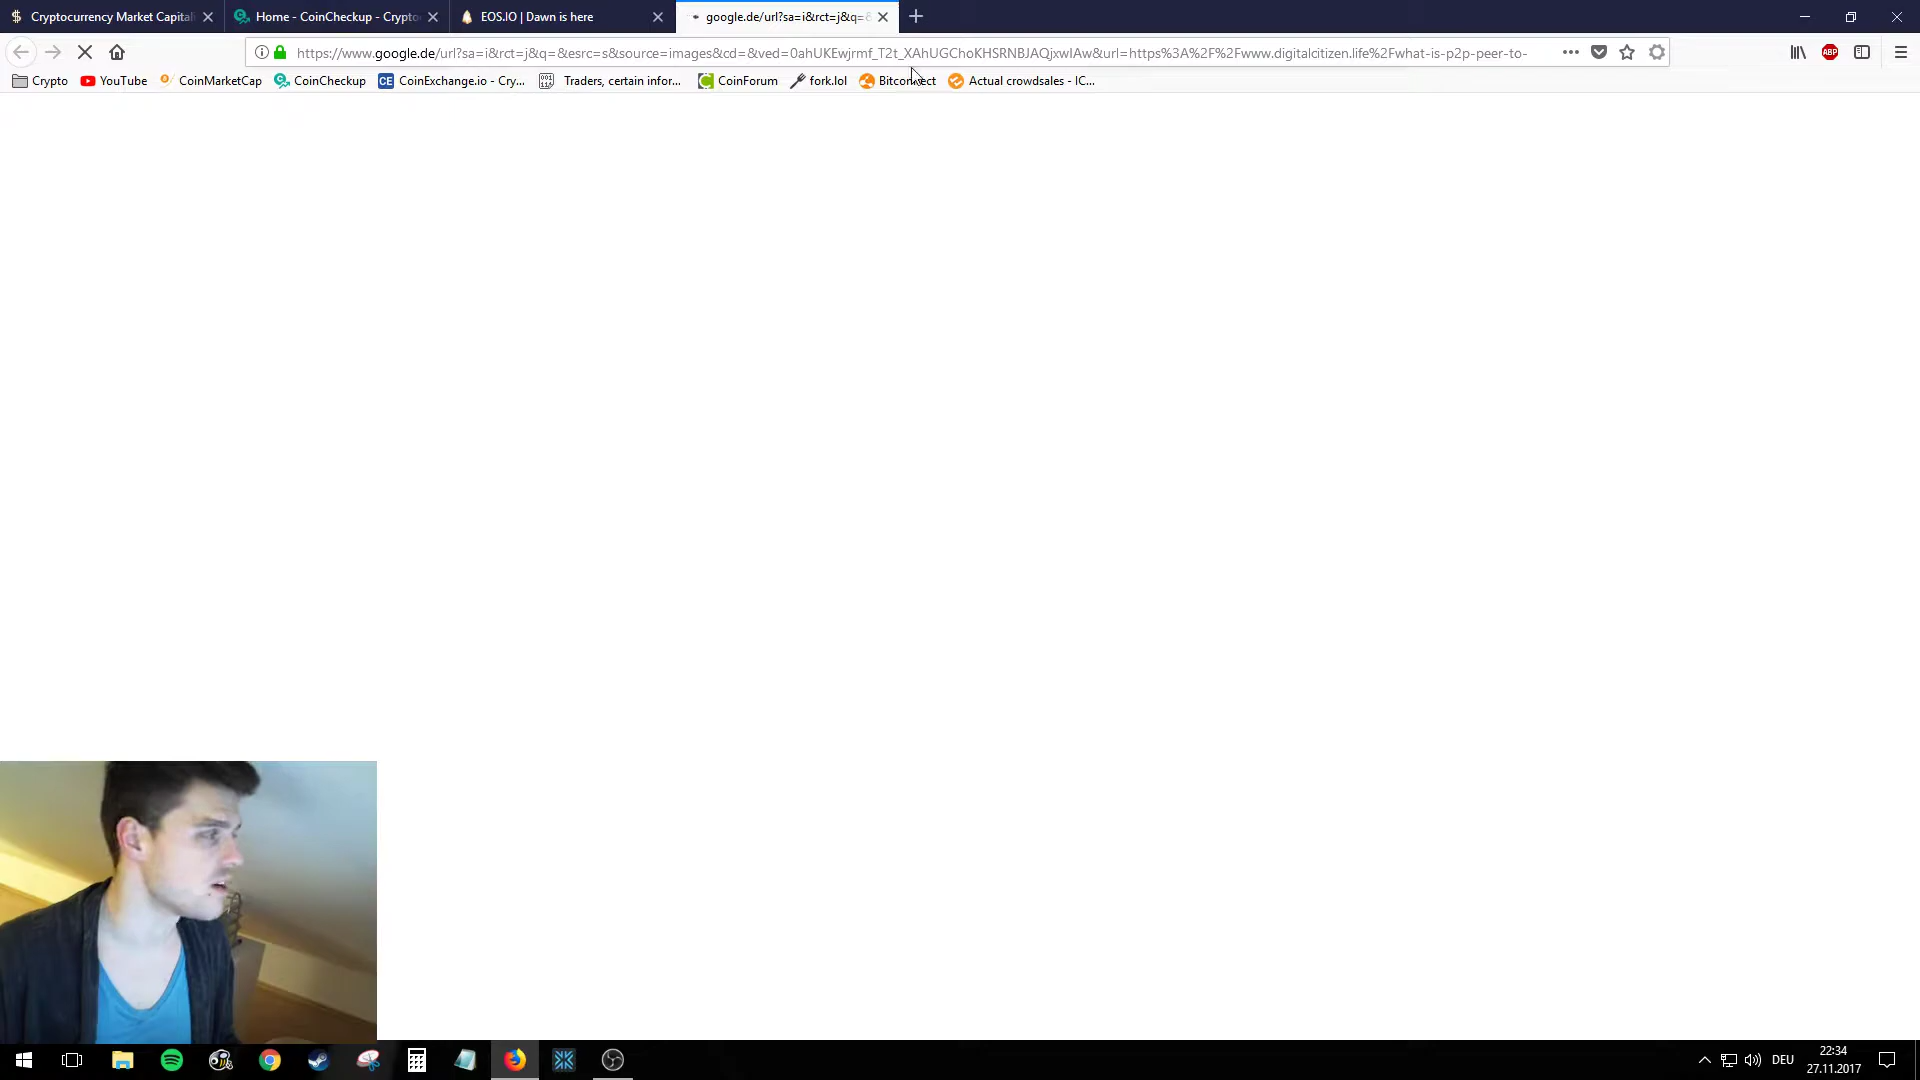 Cryptocurrency Market Capitali
Home - CoinCheckup - Crypto
EOS.IO | Dawn is here
google.de/url?sa=i&rct=j&q=&
https://www.google.de/url?sa=i&rct=j&q=&esrc=s&source=images&cd=&ved=0ahUKEwjrmf_T2t_XAhUGChoKHSRNBJAQjxwIAw&url=https%3A%2F%2Fwww.digitalcitizen.life%2Fwhat-is-p2p-peer-to-
ABP
Crypto
YouTube
CoinMarketCap
CoinCheckup
CE CoinExchange.io - Cry...
Traders, certain infor...
CoinForum
fork.lol
Bitconnect
Actual crowdsales - IC...
DEU
22:34
27.11.2017